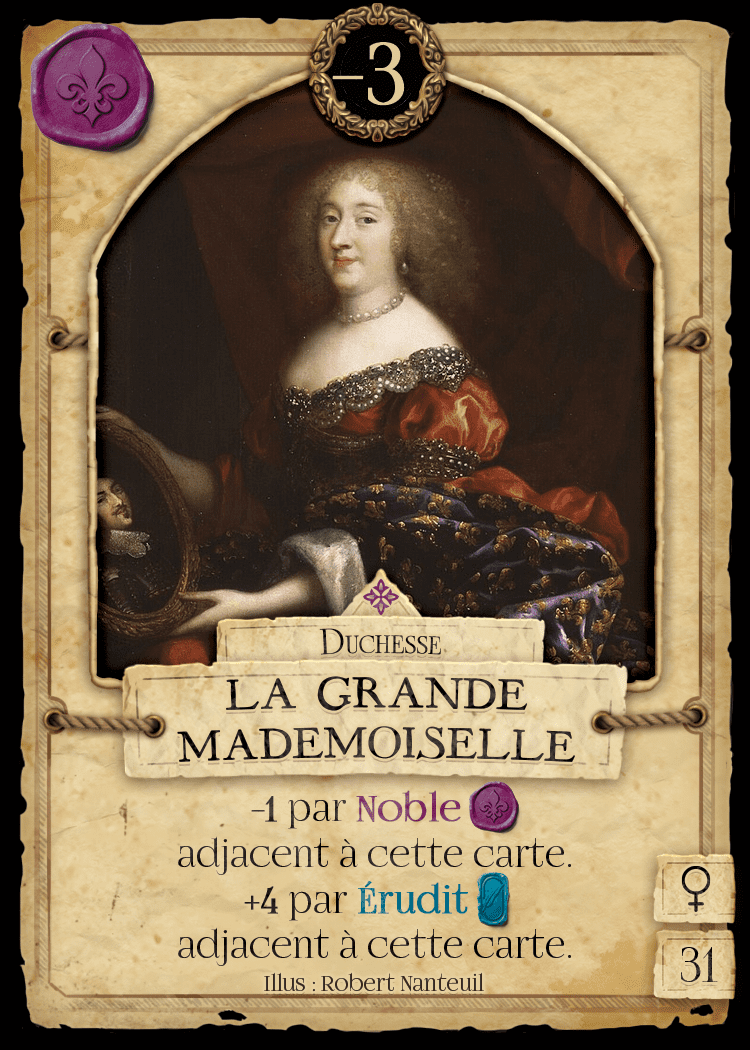 -3
DUCHESSE
LA GRANDE
MADEMOISELLE
-1 par Noble
adjacent à cette carte.
+4 par Érudit
adjacent à cette carte.
Illus : Robert Nanteuil
♀
31